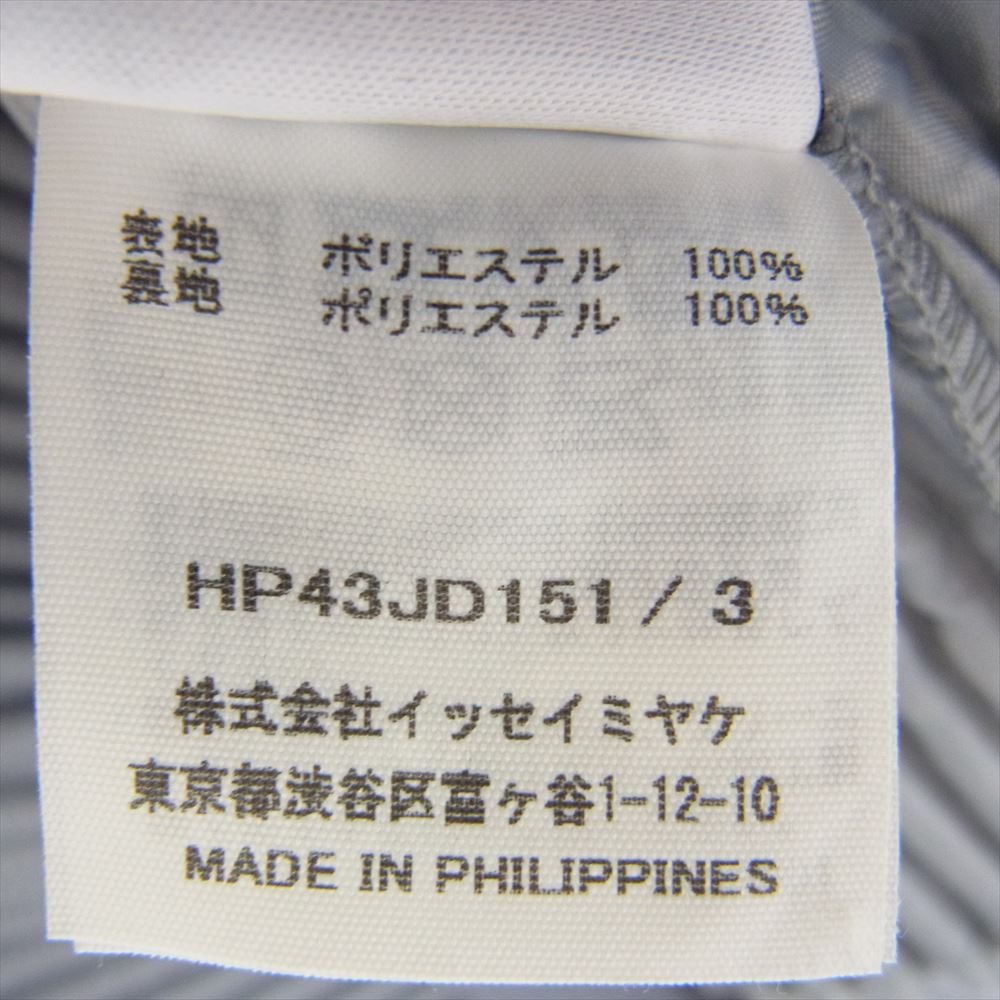 表地 ポリエステル 100%
裏地 ポリエステル 100%
HP43JD151 / 3
株式会社イッセイミヤケ
東京都渋谷区富ヶ谷1-12-10
MADE IN PHILIPPINES